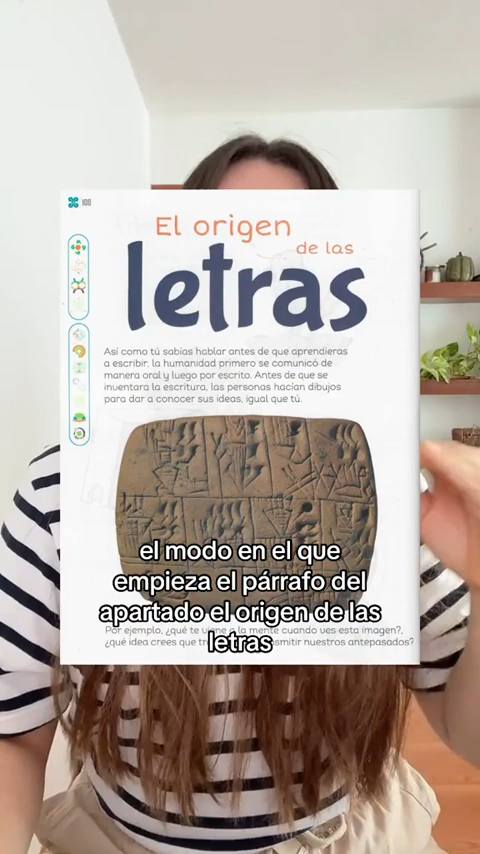 100
El origen
de las
letras
Así como tú sabías hablar antes de que aprendieras
a escribir, la humanidad primero se comunicó de
manera oral y luego por escrito. Antes de que se
inventara la escritura, las personas hacían dibujos
para dar a conocer sus ideas, igual que tú.
el modo en el que
empieza el párrafo del
apartado el origen de las
letras
Por ejemplo, ¿qué te a la mente cuando ves esta imagen?,
¿qué idea crees que nuestros antepasados?